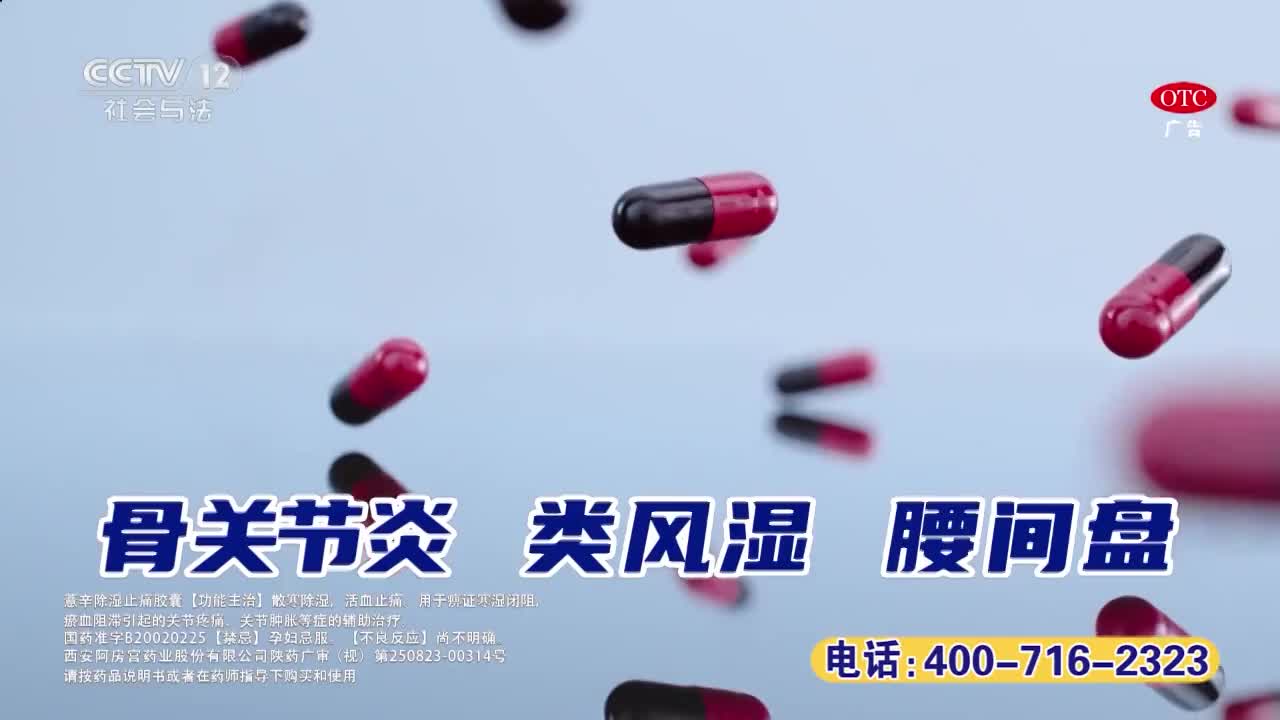 CCTV 12
社会与法
OTC
广告
骨关节炎 类风湿 腰间盘
薏辛除湿止痛胶囊【功能主治】散寒除湿，活血止痛。用于痹证寒湿闭阻，
瘀血阻滞引起的关节疼痛、关节肿胀等症的辅助治疗。
国药准字B20020225【禁忌】孕妇忌服。【不良反应】尚不明确。
西安阿房宫药业股份有限公司陕药广审（视）第250823-00314号
请按药品说明书或者在药师指导下购买和使用
电话：400-716-2323